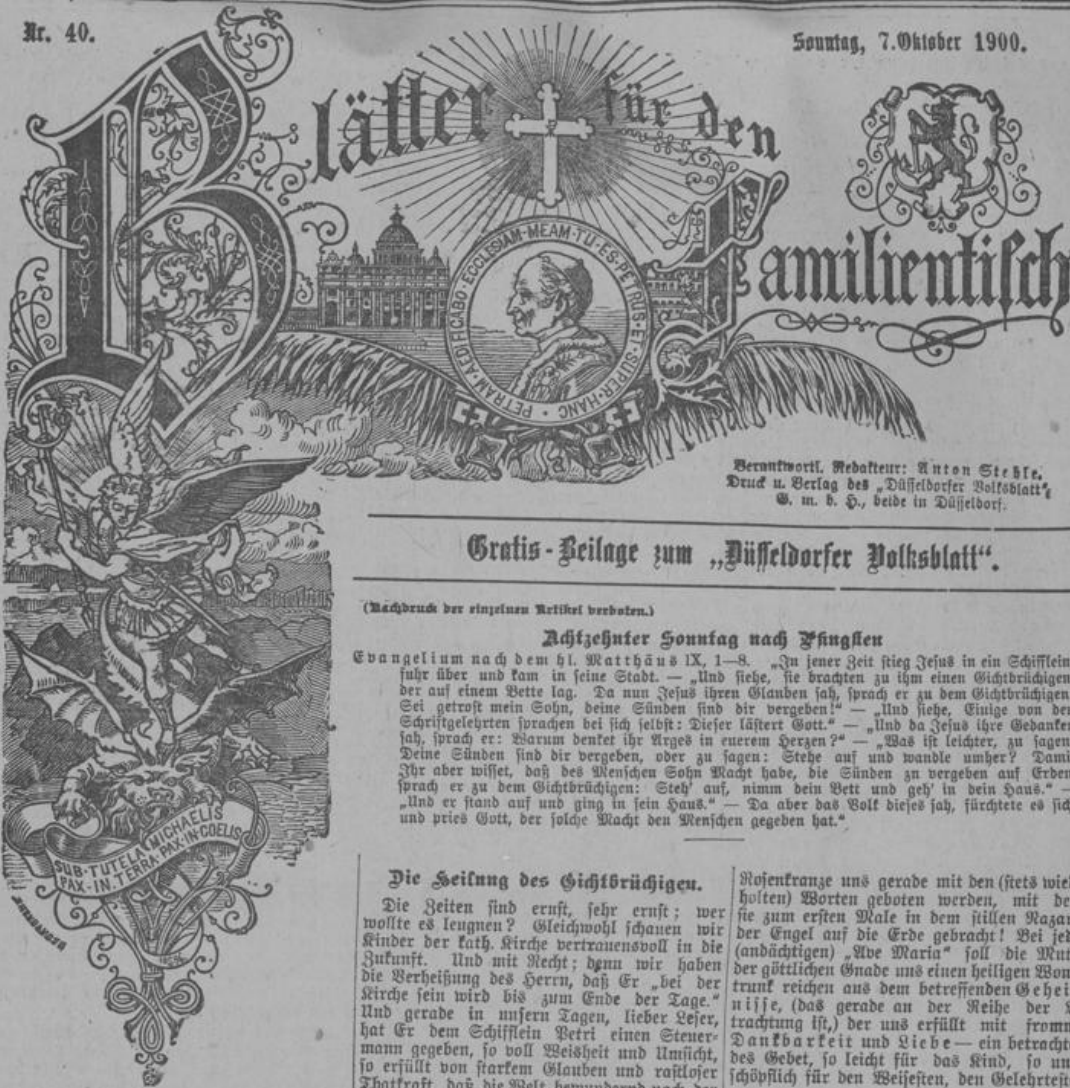 Nr. 40.
Sonntag, 7.Oktober 1900.
Blätter für den
Familientisch
PETRAM·AEDIFICABO·ECCLESIAM·MEAM·TU·ES·PETRUS·ET·SUPER·HANC
Verantwortl. Redakteur: Anton Stehle.
Druck u. Verlag des „Düsseldorfer Volksblatt“,
G. m. b. H., beide in Düsseldorf.
Gratis-Beilage zum „Düsseldorfer Volksblatt“.
(Nachdruck der einzelnen Artikel verboten.)
Achtzehnter Sonntag nach Pfingsten
Evangelium nach dem hl. Matthäus IX, 1—8. „In jener Zeit stieg Jesus in ein Schifflein
fuhr über und kam in seine Stadt. — „Und siehe, sie brachten zu ihm einen Gichtbrüchigen
der auf einem Bette lag. Da nun Jesus ihren Glauben sah, sprach er zu dem Gichtbrüchigen
Sei getrost mein Sohn, deine Sünden sind dir vergeben!“ — „Und siehe, Einige von den
Schriftgelehrten sprachen bei sich selbst: Dieser lästert Gott.“ — „Und da Jesus ihre Gedanken
sah, sprach er: Warum denket ihr Arges in euerem Herzen?“ — „Was ist leichter, zu sagen
Deine Sünden sind dir vergeben, oder zu sagen: Stehe auf und wandle umher? Dami
Ihr aber wisset, daß des Menschen Sohn Macht habe, die Sünden zu vergeben auf Erden
sprach er zu dem Gichtbrüchigen: Steh' auf, nimm dein Bett und geh' in dein Haus.“ —
„Und er stand auf und ging in sein Haus.“ — Da aber das Volk dieses sah, fürchtete es sich
und pries Gott, der solche Macht den Menschen gegeben hat.“
SUB·TUTELA MICHAELIS
PAX·IN·TERRA·PAX·IN·COELIS
Die Heilung des Gichtbrüchigen.
Die Zeiten sind ernst, sehr ernst; wer
wollte es leugnen? Gleichwohl schauen wir
Kinder der kath. Kirche vertrauensvoll in die
Zukunft. Und mit Recht; denn wir haben
die Verheißung des Herrn, daß Er „bei der
Kirche sein wird bis zum Ende der Tage.“
Und gerade in unsern Tagen, lieber Leser,
hat Er dem Schifflein Petri einen Steuer-
mann gegeben, so voll Weisheit und Umsicht,
so erfüllt von starkem Glauben und rastloser
Thatkraft, daß die Welt bewundernd nach der
Rosenkranze uns gerade mit den (stets wied
holten) Worten geboten werden, mit de
sie zum ersten Male in dem stillen Nazar
der Engel auf die Erde gebracht! Bei jed
(andächtigen) „Ave Maria“ soll die Mut
der göttlichen Gnade uns einen heiligen Won
trunk reichen aus dem betreffenden Gehei
nisse, (das gerade an der Reihe der
trachtung ist,) der uns erfüllt mit fromm
Dankbarkeit und Liebe — ein betracht
des Gebet, so leicht für das Kind, so un
schöpflich für den Weisesten, den Gelehrtest